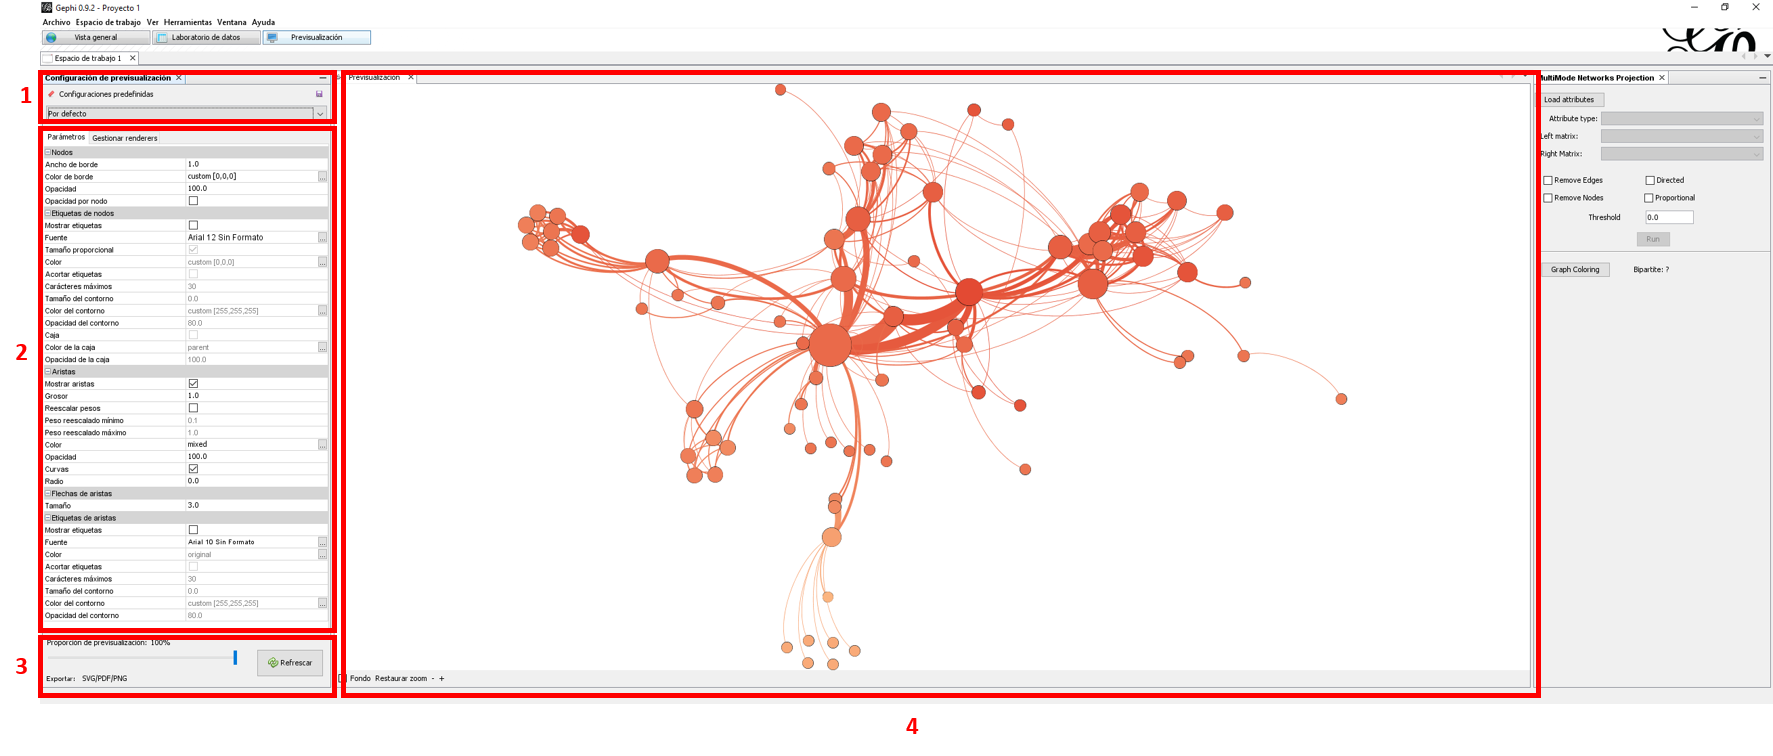 Gephi 0.9.2 - Proyecto 1
Archivo Espacio de trabajo Ver Herramientas Ventana Ayuda
Vista general Laboratorio de datos Previsualización
Espacio de trabajo 1
1
Configuración de previsualización
Configuraciones predefinidas
Por defecto
2
Parámetros Gestionar renderers
Nodos
Ancho de borde 1.0
Color de borde custom [0,0,0] ...
Opacidad 100.0
Opacidad por nodo
Etiquetas de nodos
Mostrar etiquetas
Fuente Arial 12 Sin Formato ...
Tamaño proporcional
Color custom [0,0,0] ...
Acortar etiquetas
Carácteres máximos 30
Tamaño del contorno 0.0
Color del contorno custom [255,255,255] ...
Opacidad del contorno 80.0
Caja
Color de la caja parent ...
Opacidad de la caja 100.0
Aristas
Mostrar aristas
Grosor 1.0
Reescalar pesos
Peso reescalado mínimo 0.1
Peso reescalado máximo 1.0
Color mixed ...
Opacidad 100.0
Curvas
Radio 0.0
Flechas de aristas
Tamaño 3.0
Etiquetas de aristas
Mostrar etiquetas
Fuente Arial 10 Sin Formato ...
Color original ...
Acortar etiquetas
Carácteres máximos 30
Tamaño del contorno 0.0
Color del contorno custom [255,255,255] ...
Opacidad del contorno 80.0
3
Proporción de previsualización: 100%
Refrescar
Exportar: SVG/PDF/PNG
Previsualización
Fondo Restaurar zoom - +
4
MultiMode Networks Projection
Load attributes
Attribute type:
Left matrix:
Right Matrix:
Remove Edges Directed
Remove Nodes Proportional
Threshold 0.0
Run
Graph Coloring Bipartite: ?